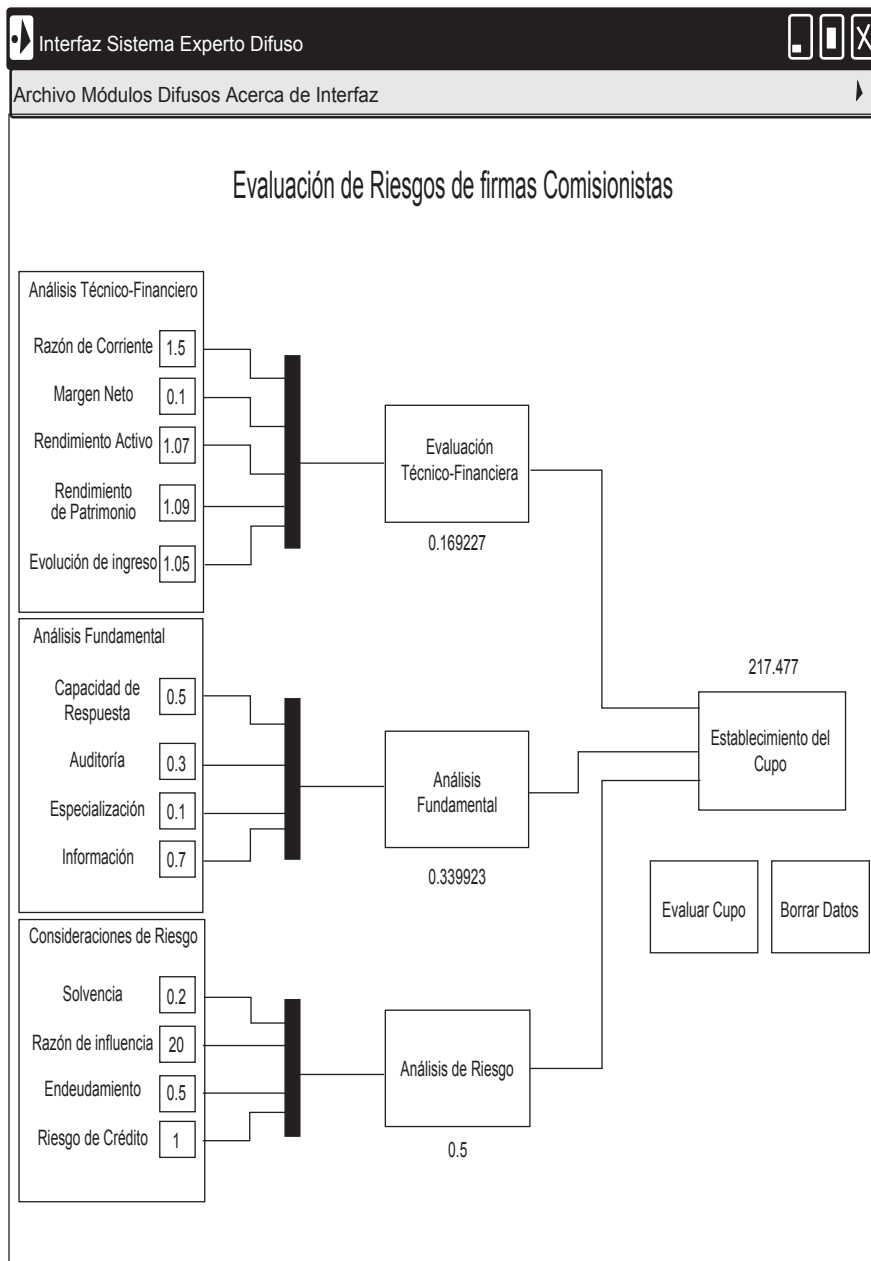 Interfaz Sistema Experto Difuso
Archivo Módulos Difusos Acerca de Interfaz
Evaluación de Riesgos de firmas Comisionistas
Análisis Técnico-Financiero
Razón de Corriente 1.5
Margen Neto 0.1
Rendimiento Activo 1.07
Rendimiento
de Patrimonio 1.09
Evolución de ingreso 1.05
Evaluación
Técnico-Financiera
0.169227
Análisis Fundamental
Capacidad de
Respuesta 0.5
Auditoría 0.3
Especialización 0.1
Información 0.7
Análisis
Fundamental
0.339923
217.477
Establecimiento del
Cupo
Evaluar Cupo
Borrar Datos
Consideraciones de Riesgo
Solvencia 0.2
Razón de influencia 20
Endeudamiento 0.5
Riesgo de Crédito 1
Análisis de Riesgo
0.5